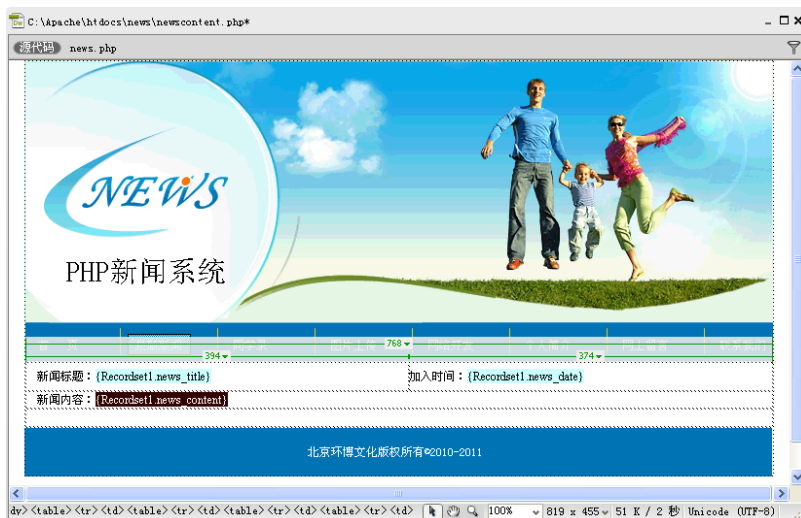 C:\Apache\htdocs\news\newscontent.php*
源代码 news.php
NEWS
PHP新闻系统
768
394 374
新闻标题：{Recordset1.news_title} 加入时间：{Recordset1.news_date}
新闻内容：{Recordset1.news_content}
北京环博文化版权所有©2010-2011
dy> <table> <tr> <td> <table> <tr> <td> <table> <tr> <td> <table> <tr> <td> 100% 819 x 455 51 K / 2 秒 Unicode (UTF-8)